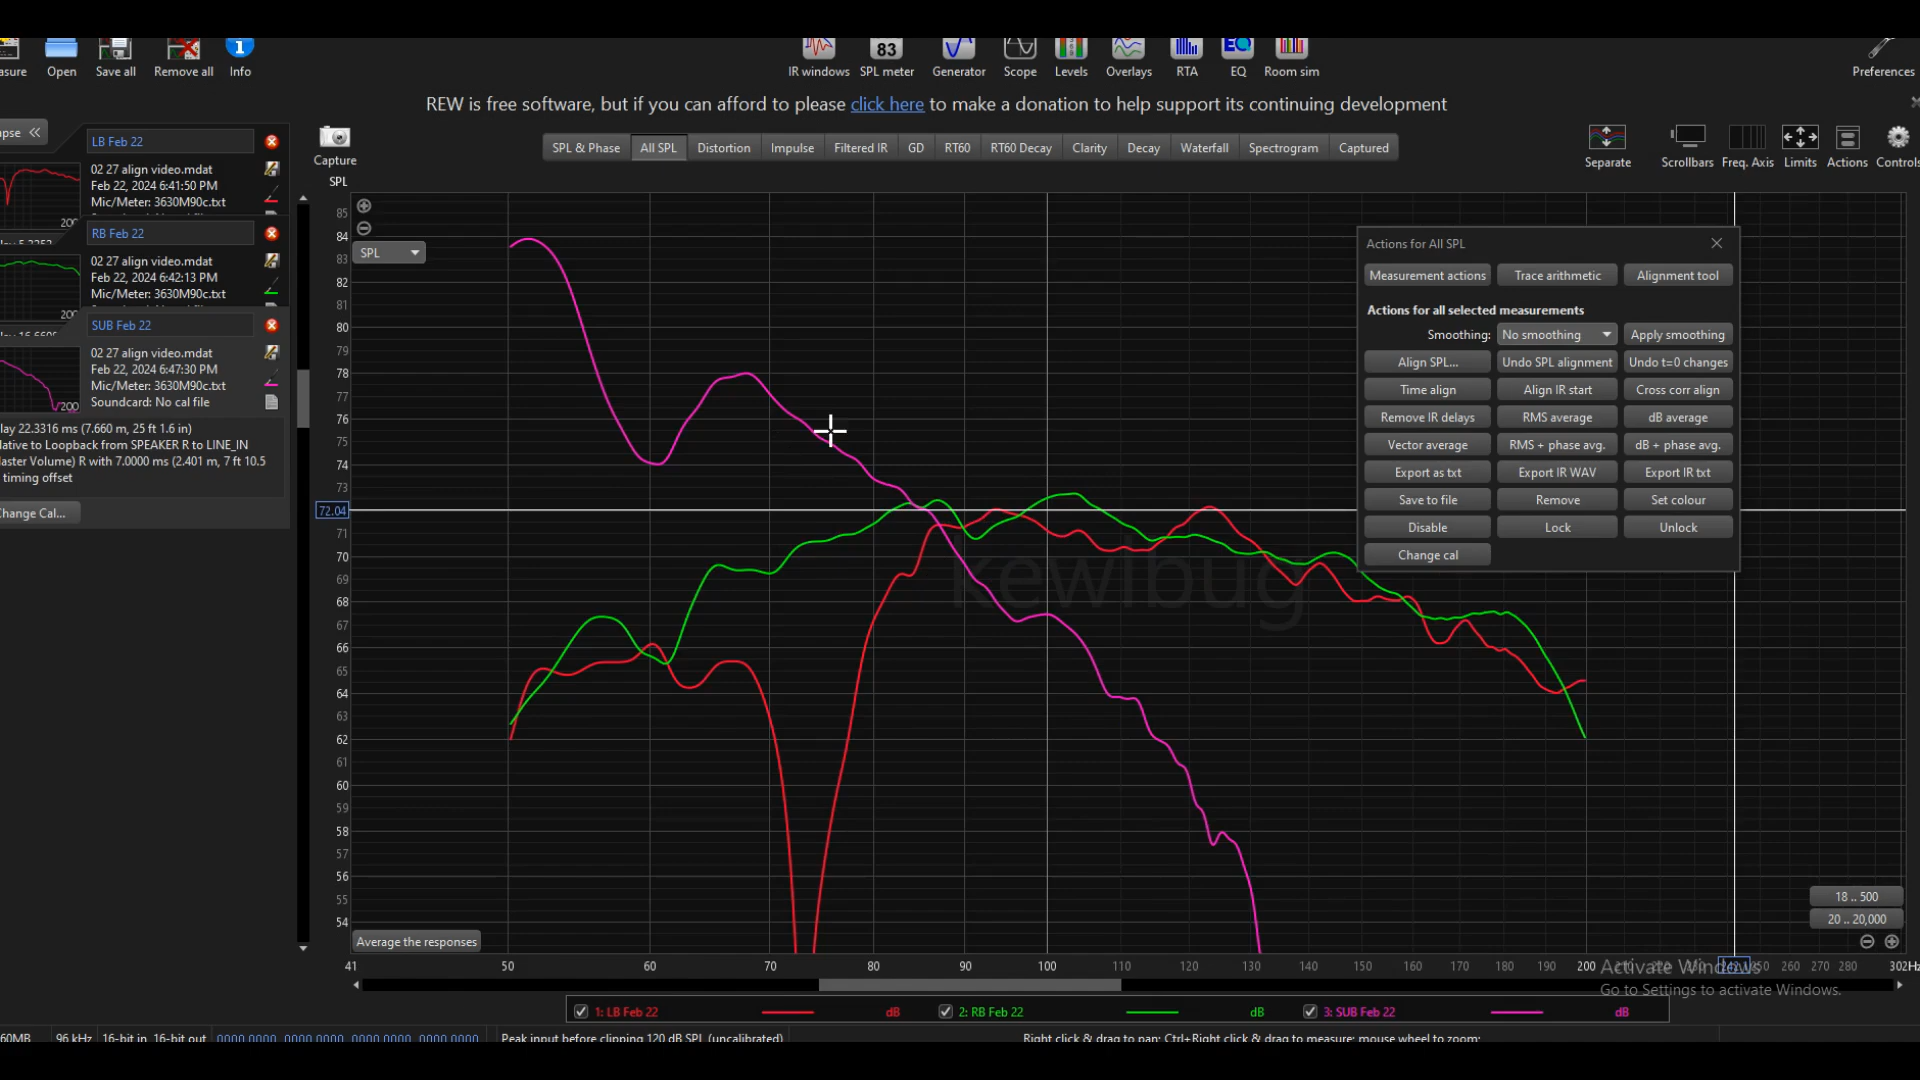 asure
Open
Save all
Remove all
Info
IR windows
83
SPL meter
Generator
Scope
Levels
Overlays
RTA
EQ
EQ
Room sim
Preferences
REW is free software, but if you can afford to please click here to make a donation to help support its continuing development
apse
LB Feb 22
02 27 align video.mdat
Feb 22, 2024 6:41:50 PM
Mic/Meter: 3630M90c.txt
200
RB Feb 22
02 27 align video.mdat
Feb 22, 2024 6:42:13 PM
Mic/Meter: 3630M90c.txt
200
SUB Feb 22
02 27 align video.mdat
Feb 22, 2024 6:47:30 PM
Mic/Meter: 3630M90c.txt
Soundcard: No cal file
200
lay 22.3316 ms (7.660 m, 25 ft 1.6 in)
lative to Loopback from SPEAKER R to LINE_IN
laster Volume) R with 7.0000 ms (2.401 m, 7 ft 10.5
timing offset
Change Cal...
Capture
SPL & Phase
All SPL
Distortion
Impulse
Filtered IR
GD
RT60
RT60 Decay
Clarity
Decay
Waterfall
Spectrogram
Captured
Separate
Scrollbars
Freq. Axis
Limits
Actions
Controls
SPL
85
84
83
82
81
80
79
78
77
76
75
74
73
72.04
71
70
69
68
67
66
65
64
63
62
61
60
59
58
57
56
55
54
SPL
Actions for All SPL
Measurement actions
Trace arithmetic
Alignment tool
Actions for all selected measurements
Smoothing: No smoothing
Apply smoothing
Align SPL...
Undo SPL alignment
Undo t=0 changes
Time align
Align IR start
Cross corr align
Remove IR delays
RMS average
dB average
Vector average
RMS + phase avg.
dB + phase avg.
Export as txt
Export IR WAV
Export IR txt
Save to file
Remove
Set colour
Disable
Lock
Unlock
Change cal
kewlbug
18 .. 500
20 .. 20,000
Average the responses
41 50 60 70 80 90 100 110 120 130 140 150 160 170 180 190 200 260 270 280 302Hz
Activate Windows
Go to Settings to activate Windows.
1: LB Feb 22 dB
2: RB Feb 22 dB
3: SUB Feb 22 dB
60MB
96 kHz
16-bit in, 16-bit out
0000 0000 0000 0000 0000 0000 0000 0000
Peak input before clipping 120 dB SPL (uncalibrated)
Right click & drag to pan; Ctrl+Right click & drag to measure; mouse wheel to zoom;